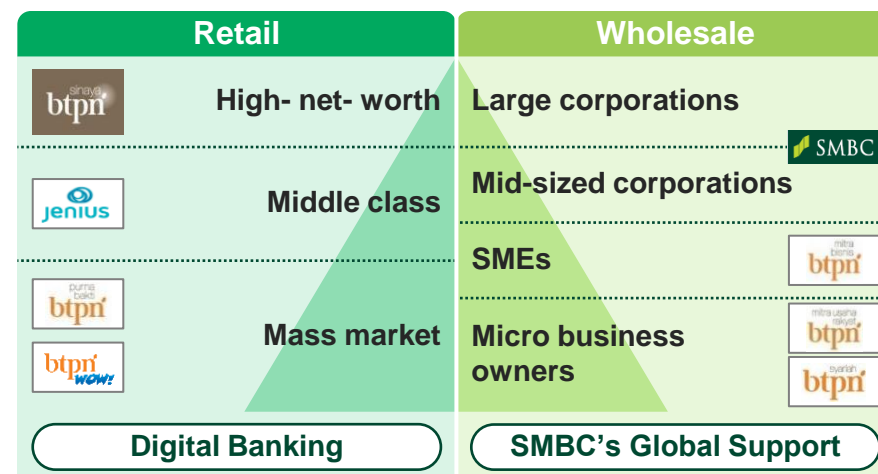 Retail
Wholesale
sinaya
btpn
High- net- worth
Large corporations
SMBC
Jenius
Middle class
Mid-sized corporations
SMEs
mitra
bisnis
btpn
purna
bakti
btpn
btpn
WOW!
Mass market
Micro business
owners
mitra usaha
rakyat
btpn
syariah
btpn
Digital Banking
SMBC's Global Support